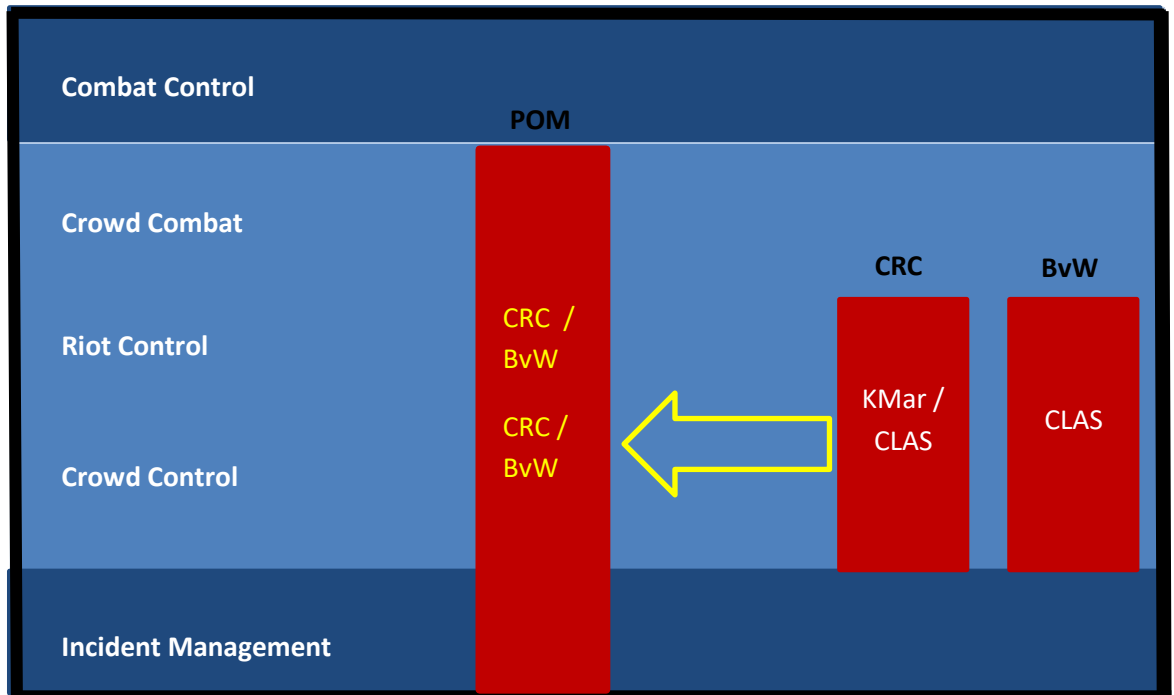 Combat Control
POM
Crowd Combat
CRC
BvW
Riot Control
CRC /
BvW
CRC /
BvW
KMar /
CLAS
CLAS
Crowd Control
Incident Management